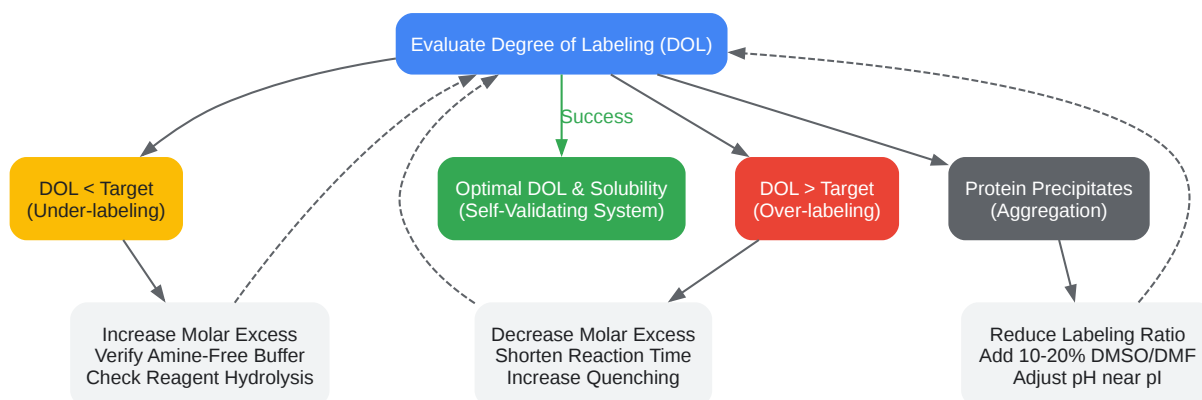 Evaluate Degree of Labeling (DOL)
Success
DOL < Target
(Under-labeling)
Optimal DOL & Solubility
(Self-Validating System)
DOL > Target
(Over-labeling)
Protein Precipitates
(Aggregation)
Increase Molar Excess
Verify Amine-Free Buffer
Check Reagent Hydrolysis
Decrease Molar Excess
Shorten Reaction Time
Increase Quenching
Reduce Labeling Ratio
Add 10-20% DMSO/DMF
Adjust pH near pI